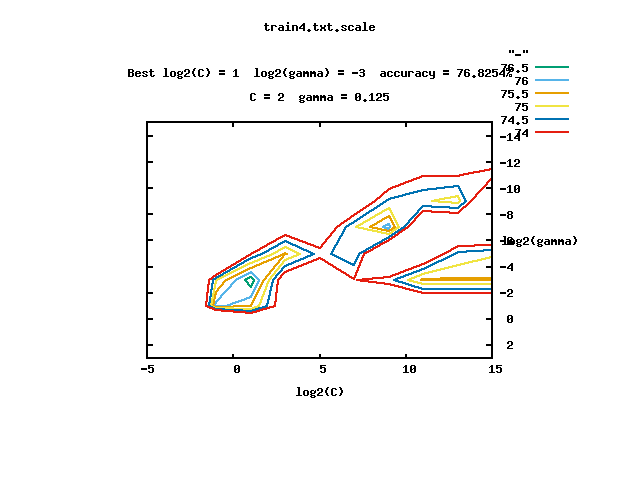 train4.txt.scale
"-"
Best log2(C) = 1 log2(gamma) = -3 accuracy = 76.8254%
76.5
76
C = 2 gamma = 0.125
75.5
75
74.5
74
-14
-12
-10
-8
-6
log2(gamma)
-4
-2
0
2
-5 0 5 10 15
log2(C)